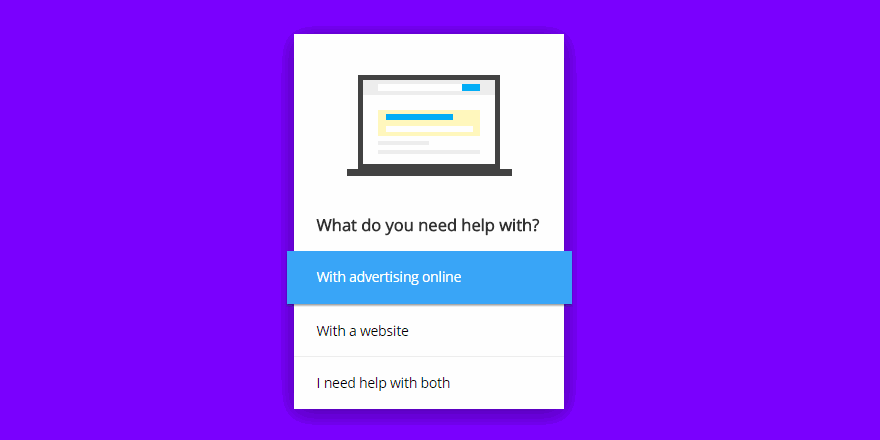 What do you need help with?
With advertising online
With a website
I need help with both